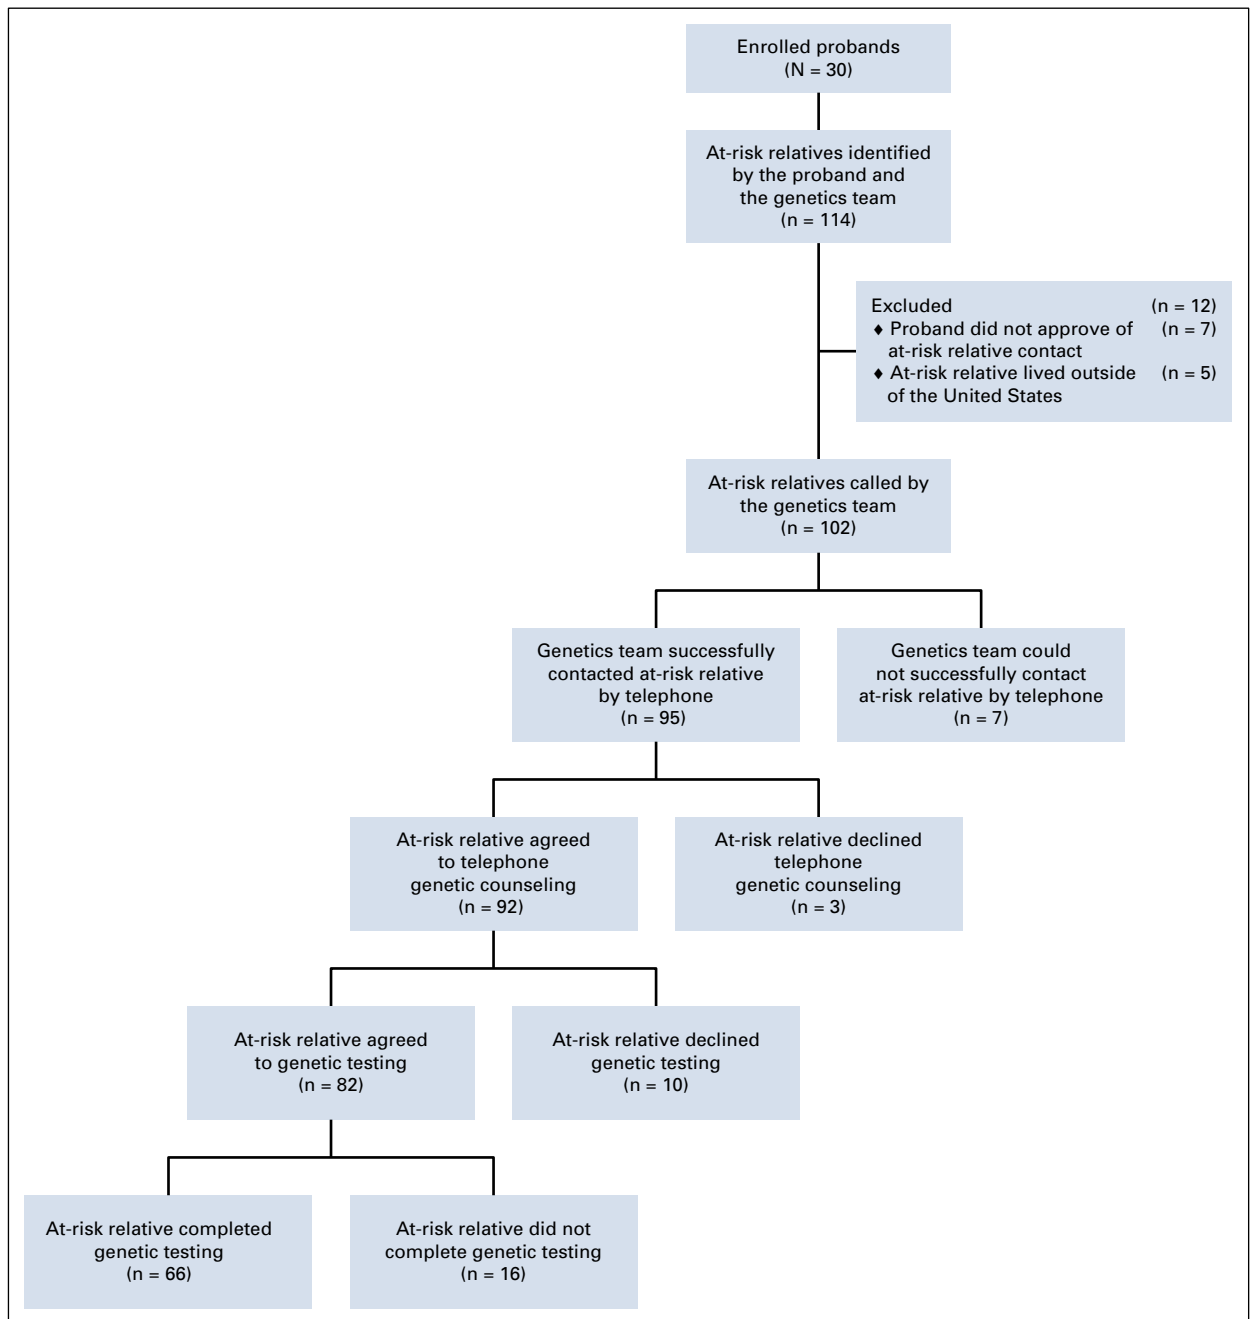 Enrolled probands
(N = 30)
At-risk relatives identified
by the proband and
the genetics team
(n = 114)
Excluded (n = 12)
♦ Proband did not approve of (n = 7)
at-risk relative contact
♦ At-risk relative lived outside (n = 5)
of the United States
At-risk relatives called by
the genetics team
(n = 102)
Genetics team successfully
contacted at-risk relative
by telephone
(n = 95)
Genetics team could
not successfully contact
at-risk relative by telephone
(n = 7)
At-risk relative agreed
to telephone
genetic counseling
(n = 92)
At-risk relative declined
telephone
genetic counseling
(n = 3)
At-risk relative agreed
to genetic testing
(n = 82)
At-risk relative declined
genetic testing
(n = 10)
At-risk relative completed
genetic testing
(n = 66)
At-risk relative did not
complete genetic testing
(n = 16)